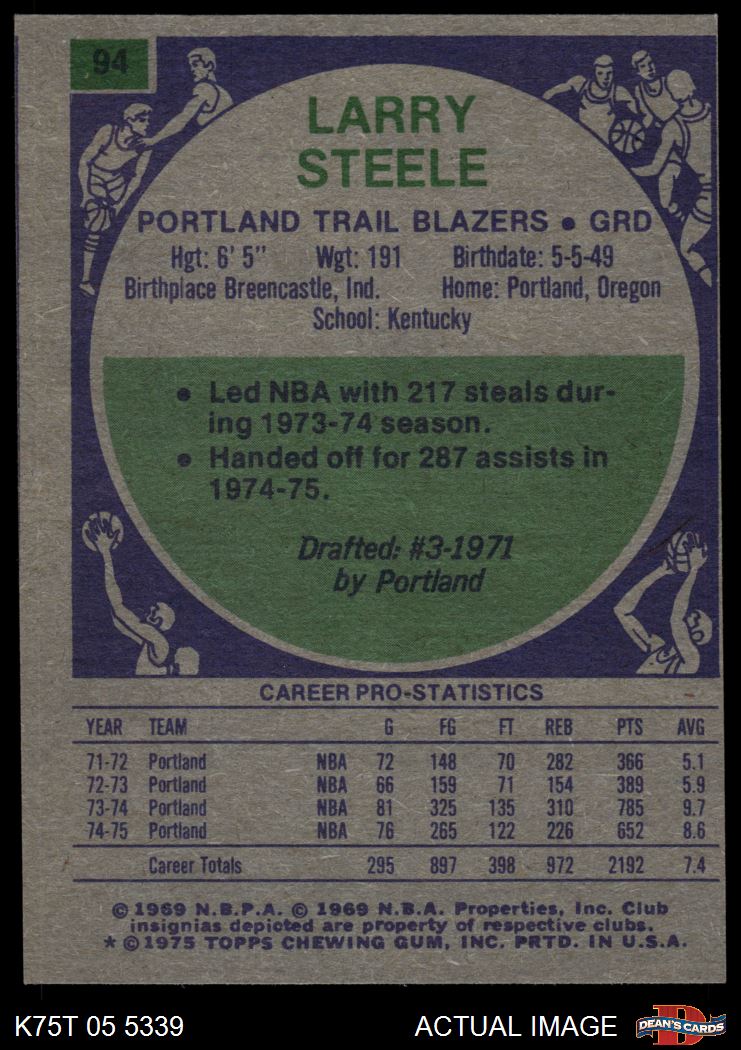 94
LARRY
STEELE
PORTLAND TRAIL BLAZERS • GRD
Hgt: 6' 5" Wgt: 191 Birthdate: 5-5-49
Birthplace Breencastle, Ind. Home: Portland, Oregon
School: Kentucky
• Led NBA with 217 steals dur-
ing 1973-74 season.
• Handed off for 287 assists in
1974-75.
Drafted: #3-1971
by Portland
CAREER PRO-STATISTICS
YEAR TEAM G FG FT REB PTS AVG
71-72 Portland NBA 72 148 70 282 366 5.1
72-73 Portland NBA 66 159 71 154 389 5.9
73-74 Portland NBA 81 325 135 310 785 9.7
74-75 Portland NBA 76 265 122 226 652 8.6
Career Totals 295 897 398 972 2192 7.4
© 1969 N.B.P.A. © 1969 N.B.A. Properties, Inc. Club
insignias depicted are property of respective clubs.
* © 1975 TOPPS CHEWING GUM, INC. PRTD. IN U.S.A.
K75T 05 5339 ACTUAL IMAGE D DEAN'S CARDS